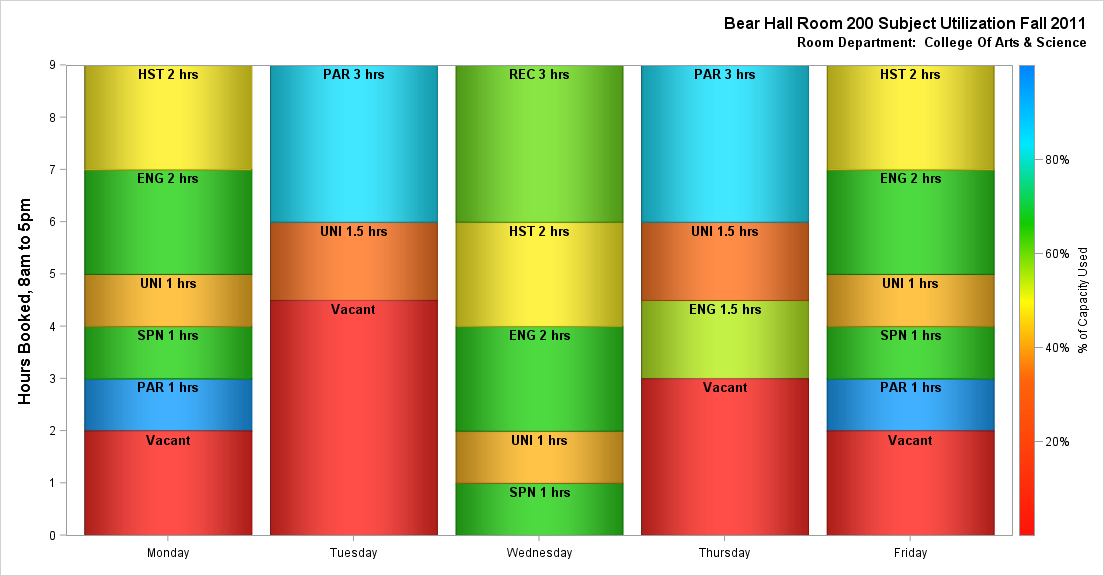 Bear Hall Room 200 Subject Utilization Fall 2011
Room Department: College Of Arts & Science
Hours Booked, 8am to 5pm
9
8
7
6
5
4
3
2
1
0
HST 2 hrs
ENG 2 hrs
UNI 1 hrs
SPN 1 hrs
PAR 1 hrs
Vacant
Monday
PAR 3 hrs
UNI 1.5 hrs
Vacant
Tuesday
REC 3 hrs
HST 2 hrs
ENG 2 hrs
UNI 1 hrs
SPN 1 hrs
Wednesday
PAR 3 hrs
UNI 1.5 hrs
ENG 1.5 hrs
Vacant
Thursday
HST 2 hrs
ENG 2 hrs
UNI 1 hrs
SPN 1 hrs
PAR 1 hrs
Vacant
Friday
80%
60%
40%
20%
% of Capacity Used